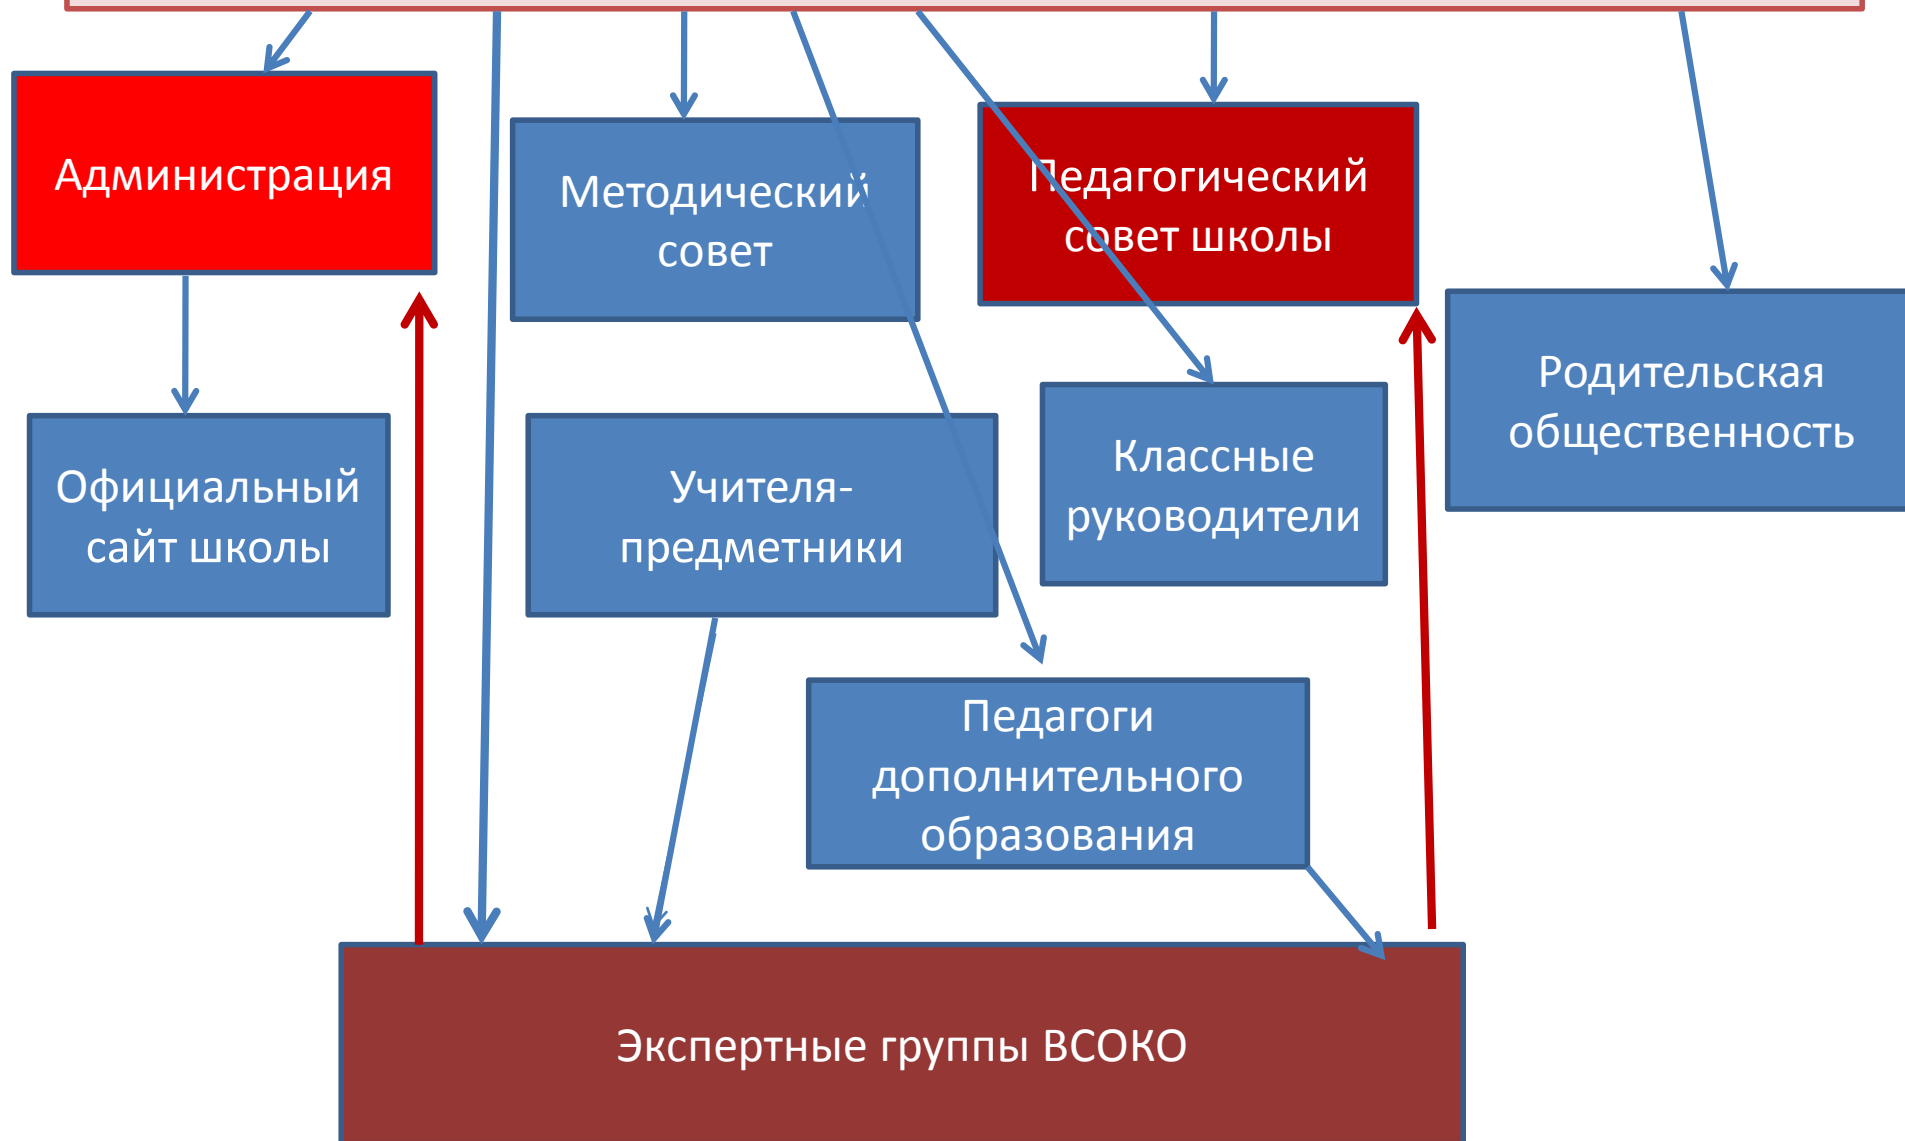 Администрация
Методический
совет
Педагогический
совет школы
Родительская
общественность
Официальный
сайт школы
Учителя-
предметники
Классные
руководители
Педагоги
дополнительного
образования
Экспертные группы ВСОКО